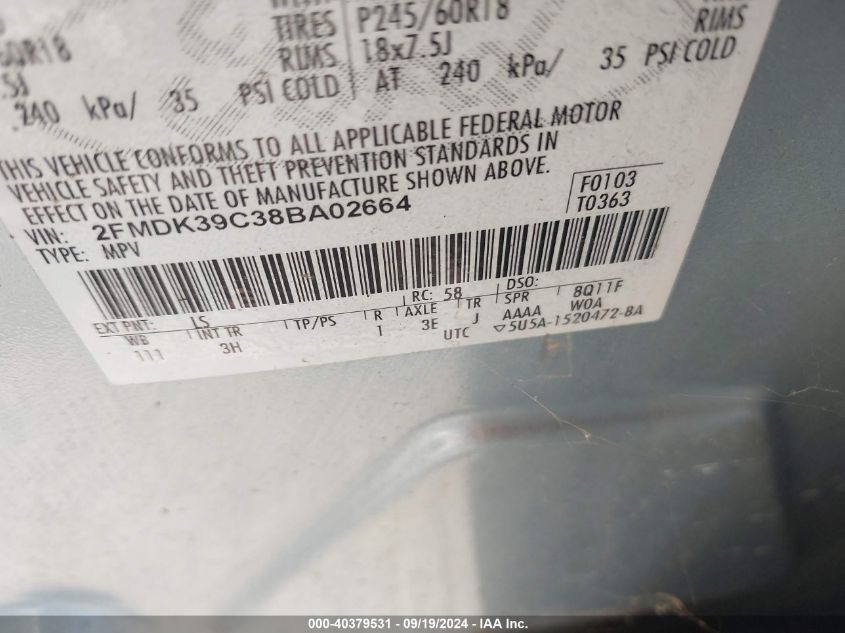 TIRES P245/60R18
RIMS 18x7.5J
RIMS
60R18
.5J
240 kPa/ 35 PSI COLD AT 240 kPa/ 35 PSI COLD
THIS VEHICLE CONFORMS TO ALL APPLICABLE FEDERAL MOTOR
VEHICLE SAFETY AND THEFT PREVENTION STANDARDS IN
EFFECT ON THE DATE OF MANUFACTURE SHOWN ABOVE.
VIN: 2FMDK39C38BA02664
TYPE: MPV
F0103
T0363
EXT PNT: LS RC: 58 DSO:
WB INT TR TP/PS R AXLE TR SPR 8Q11F
111 3H 1 3E J AAAA WOA
UTC ▽5U5A-1520472-BA
000-40379531 - 09/19/2024 - IAA Inc.